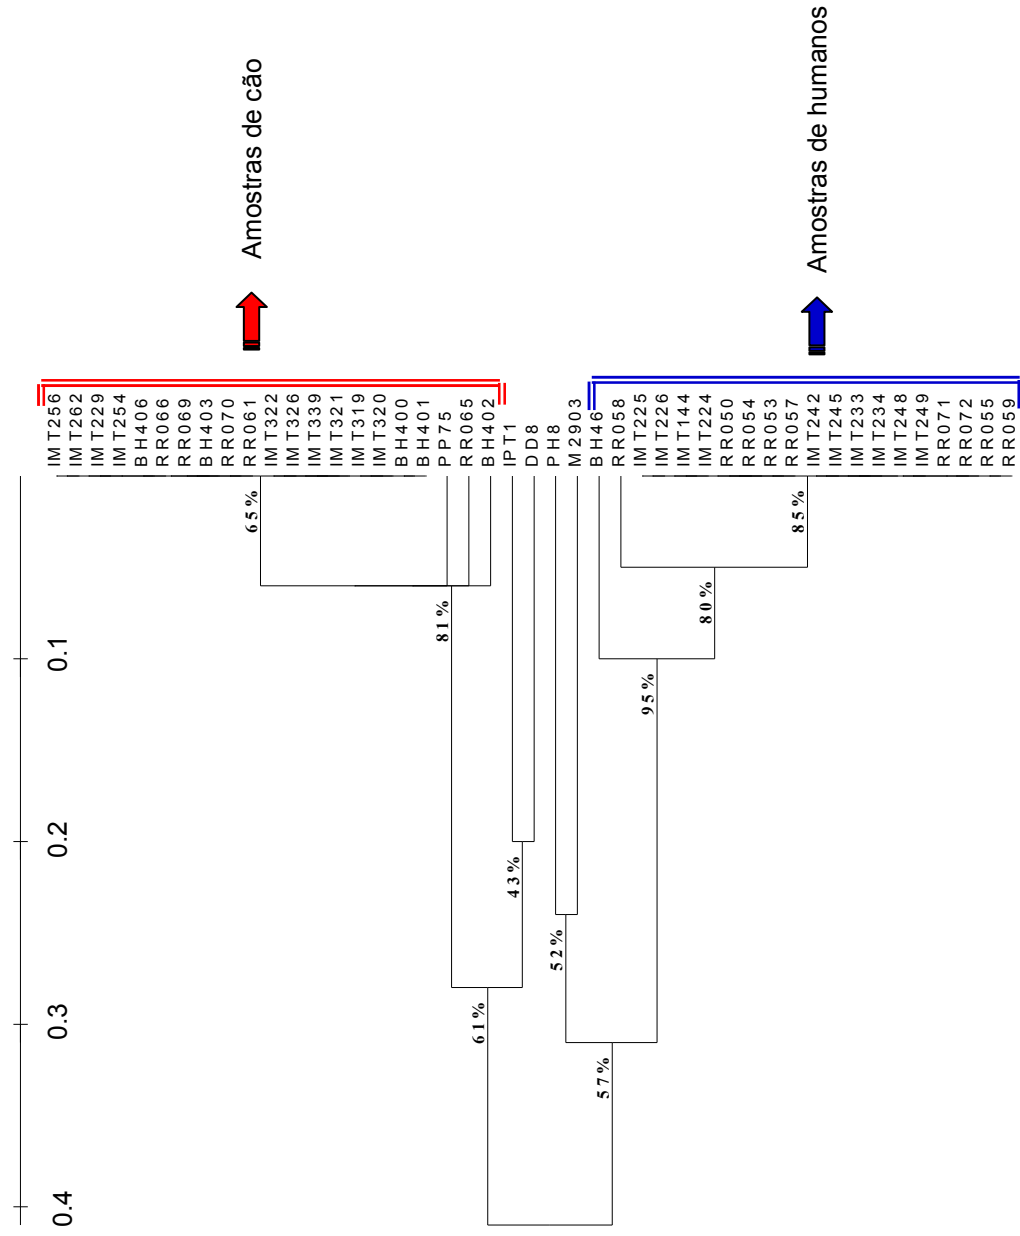 Amostras de cão
Amostras de humanos
IMT256
IMT262
IMT229
IMT254
BH406
RR066
RR069
BH403
RR070
RR061
IMT322
IMT326
IMT339
IMT321
IMT319
IMT320
BH400
BH401
PP75
RR065
BH402
IPT1
DD8
PH8
M2903
BH46
RR058
IMT225
IMT226
IMT144
IMT224
RR050
RR054
RR053
RR057
IMT242
IMT245
IMT233
IMT234
IMT248
IMT249
RR071
RR072
RR055
RR059
65%
85%
81%
80%
95%
43%
52%
61%
57%
0.1
0.2
0.3
0.4